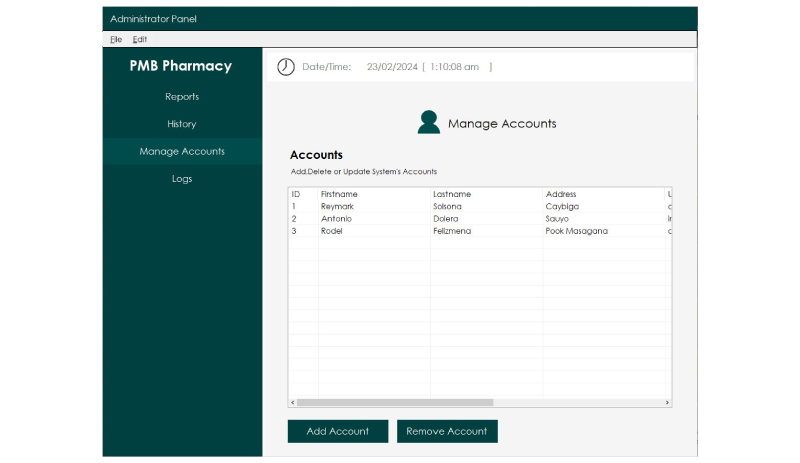 Administrator Panel
File Edit
PMB Pharmacy
Reports
History
Manage Accounts
Logs
Date/Time: 23/02/2024 [ 1:10:08 am ]
Manage Accounts
Accounts
Add,Delete or Update System's Accounts
ID Firstname Lastname Address
1 Reymark Solsona Caybiga
2 Antonio Dolera Sauyo
3 Rodel Felizmena Pook Masagana
Add Account Remove Account